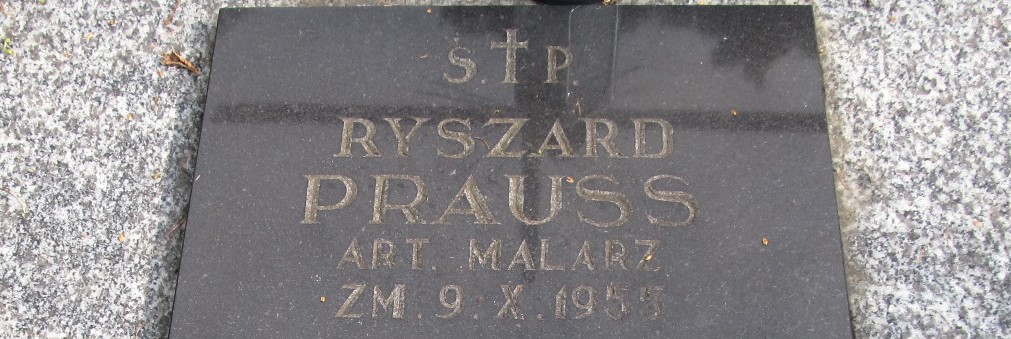 S † P
RYSZARD
PRAUSS
ART. MALARZ
ZM. 9. X. 1955